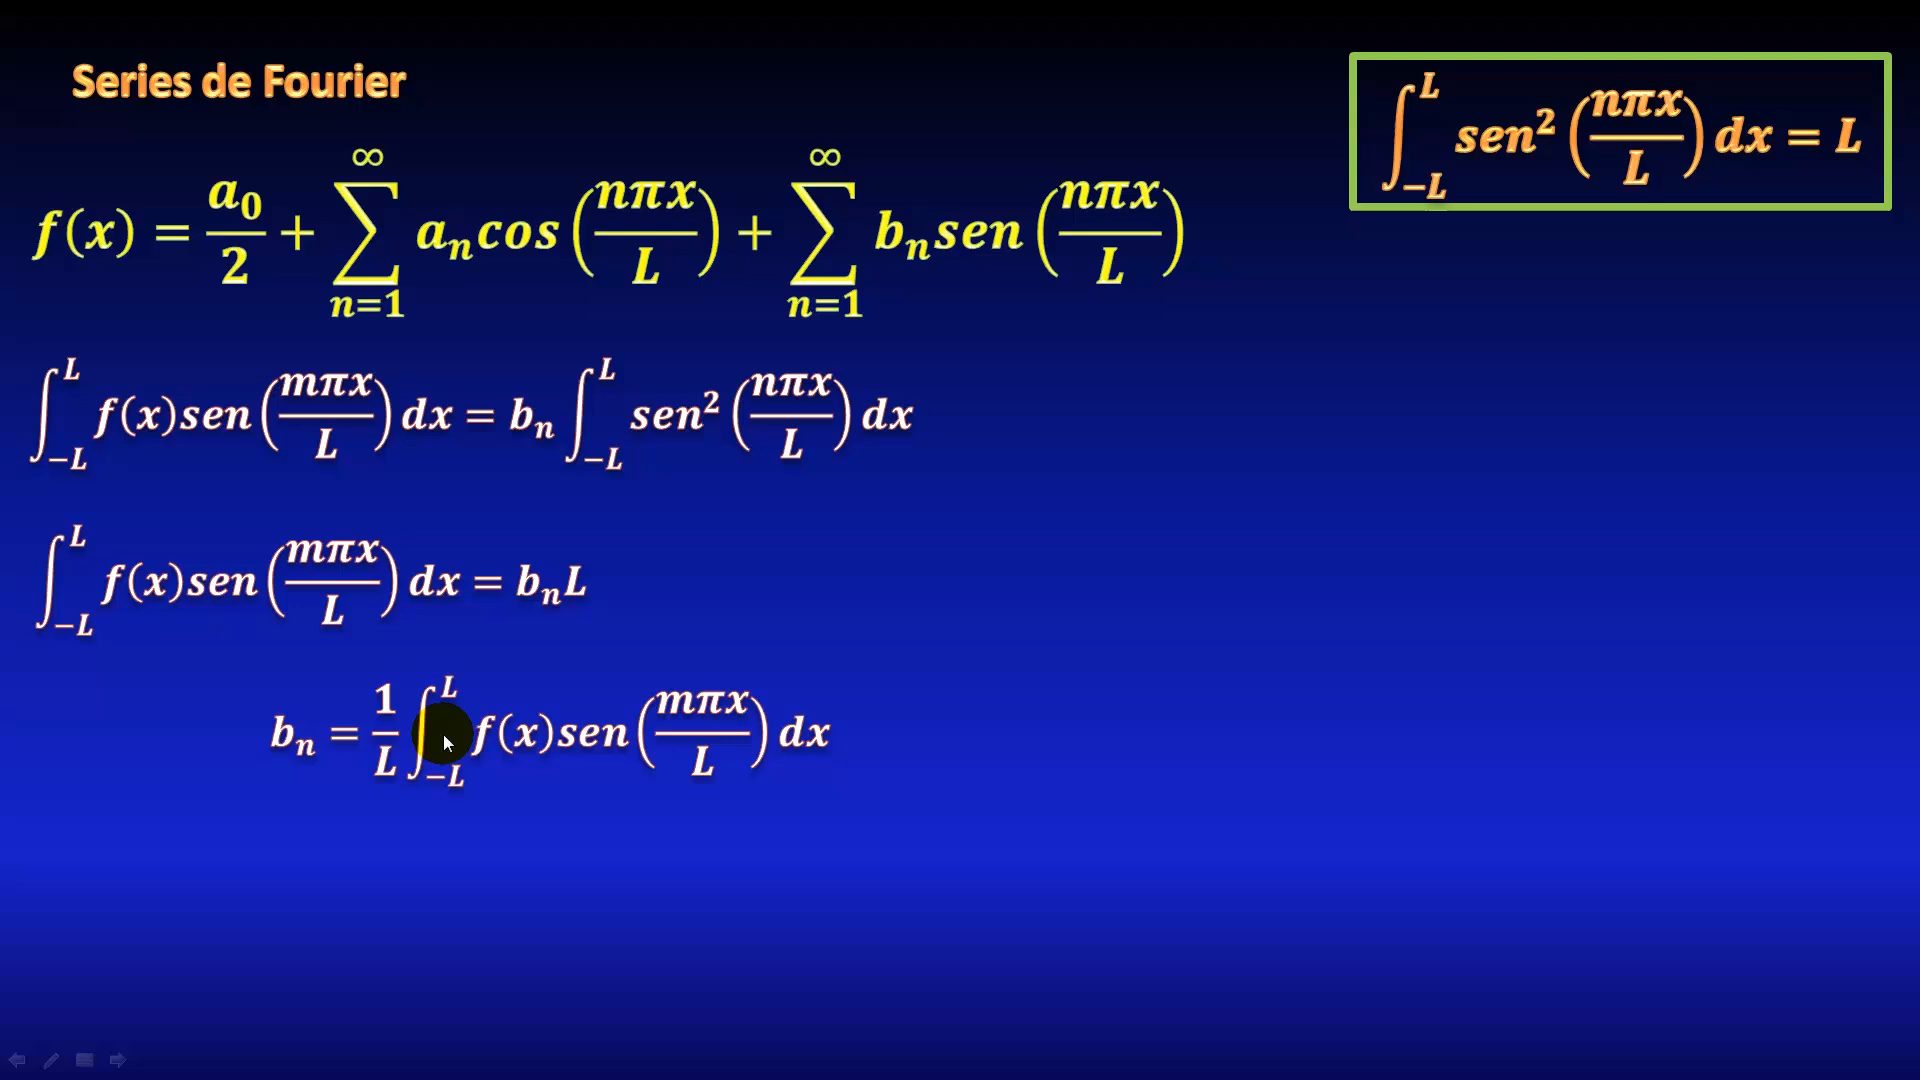 Series de Fourier
∫_{-L}^{L} sen² (nπx/L) dx = L
f(x) = a₀/2 + ∑_{n=1}^{∞} aₙcos (nπx/L) + ∑_{n=1}^{∞} bₙsen (nπx/L)
∫_{-L}^{L} f(x)sen (mπx/L) dx = bₙ ∫_{-L}^{L} sen² (nπx/L) dx
∫_{-L}^{L} f(x)sen (mπx/L) dx = bₙL
bₙ = 1/L ∫_{-L}^{L} f(x)sen (mπx/L) dx